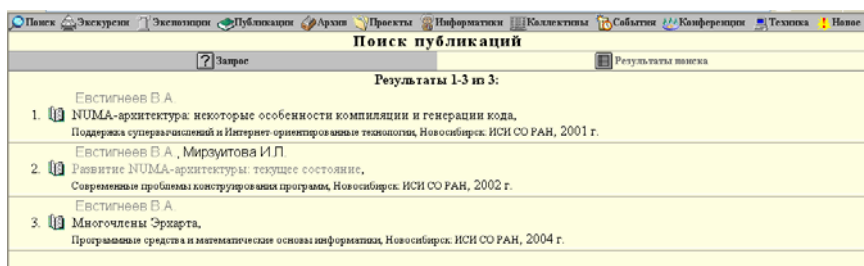 Поиск Экскурсии Экспозиции Публикации Архив Проекты Информатики Коллективы События Конференции Техника Новое
Поиск публикаций
Запрос Результаты поиска
Результаты 1-3 из 3:
Евстигнеев В.А.
1. NUMA-архитектура: некоторые особенности компиляции и генерации кода,
Поддержка супервычислений и Интернет-ориентированные технологии, Новосибирск: ИСИ СО РАН, 2001 г.
Евстигнеев В.А., Мирзуитова И.Л.
2. Развитие NUMA-архитектуры: текущее состояние,
Современные проблемы конструирования программ, Новосибирск: ИСИ СО РАН, 2002 г.
Евстигнеев В.А.
3. Многочлены Эрхарта,
Программные средства и математические основы информатики, Новосибирск: ИСИ СО РАН, 2004 г.